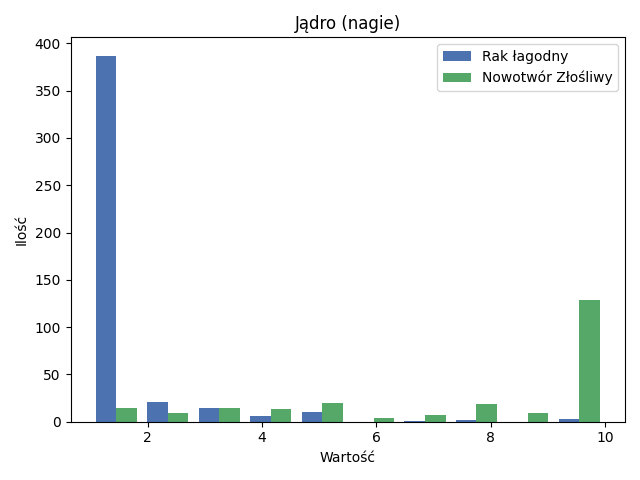 Jądro (nagie)
Rak łagodny
Nowotwór Złośliwy
Ilość
400
350
300
250
200
150
100
50
0
2 4 6 8 10
Wartość